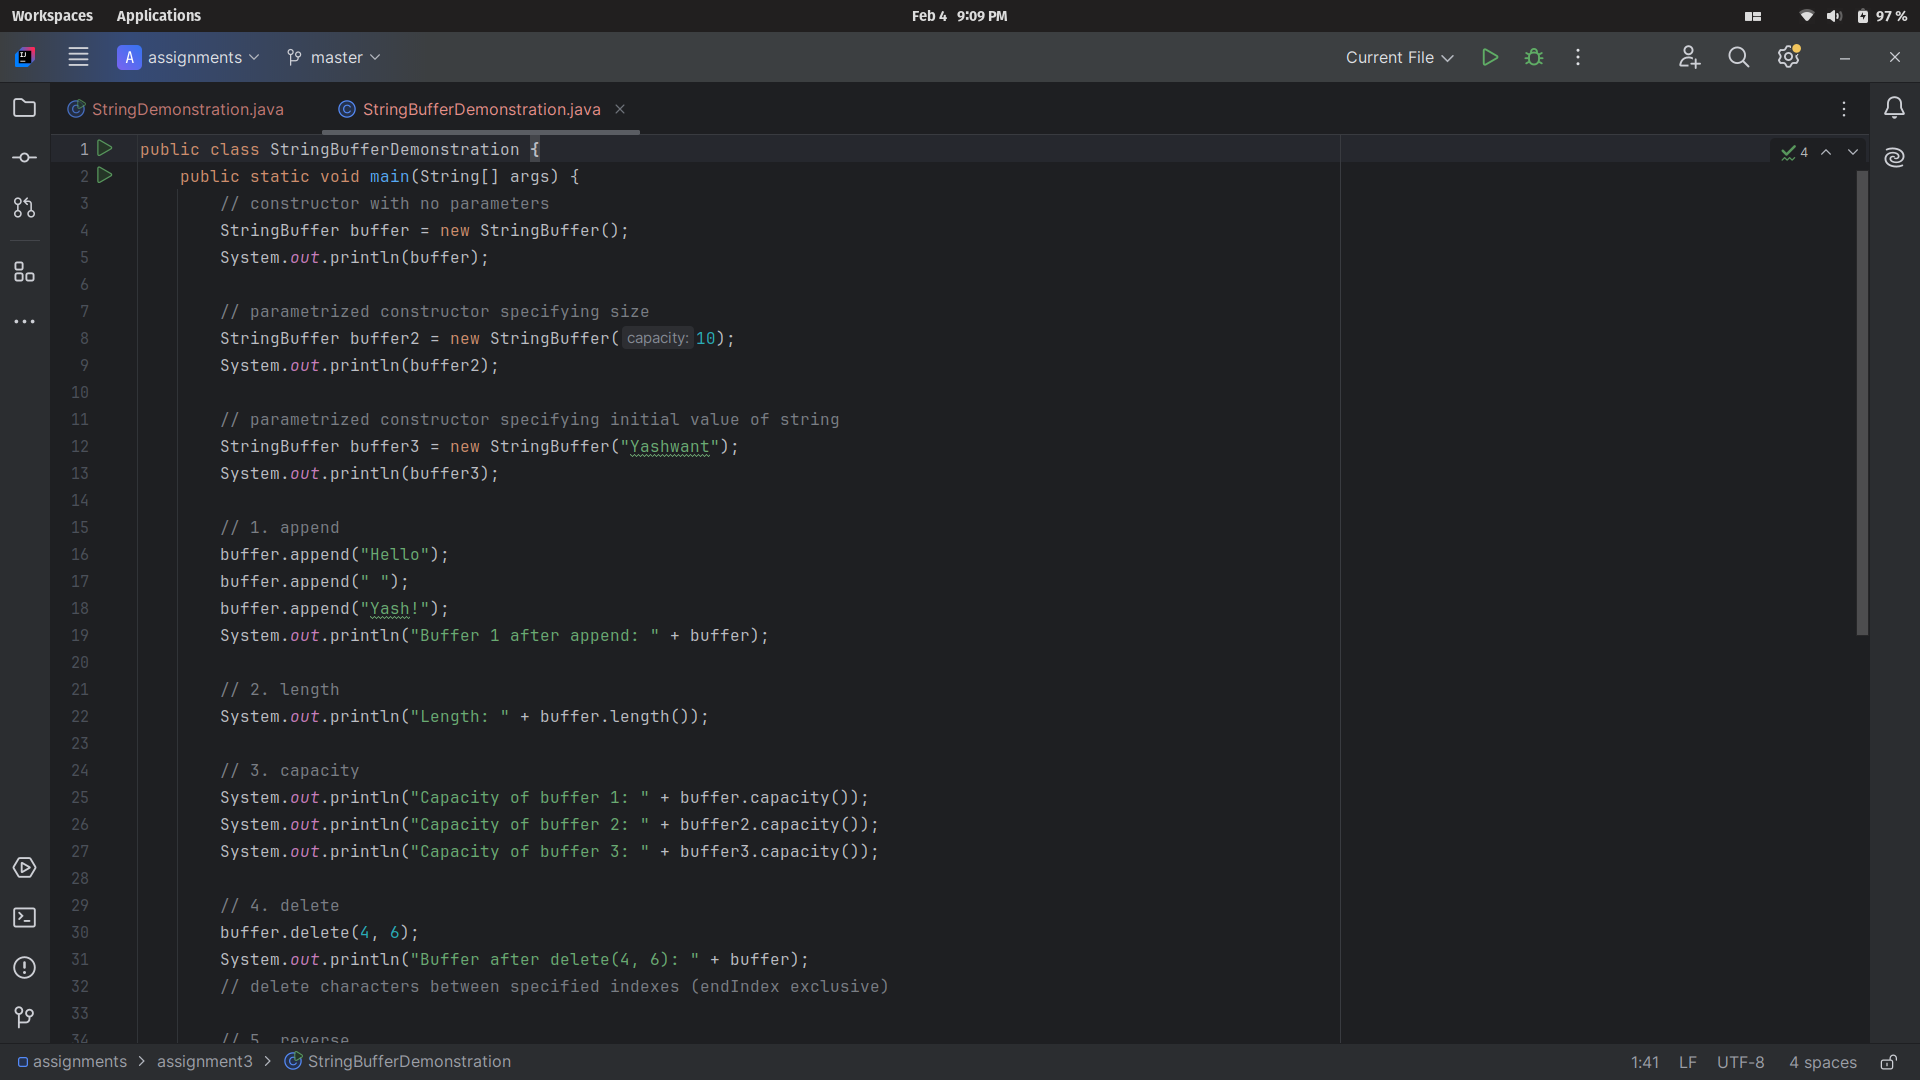 Workspaces Applications Feb 4 9:09 PM 97 %
A assignments master Current File
StringDemonstration.java StringBufferDemonstration.java
1 public class StringBufferDemonstration {
4
2 public static void main(String[] args) {
3 // constructor with no parameters
4 StringBuffer buffer = new StringBuffer();
5 System.out.println(buffer);
6
7 // parametrized constructor specifying size
8 StringBuffer buffer2 = new StringBuffer( capacity: 10);
9 System.out.println(buffer2);
10
11 // parametrized constructor specifying initial value of string
12 StringBuffer buffer3 = new StringBuffer("Yashwant");
13 System.out.println(buffer3);
14
15 // 1. append
16 buffer.append("Hello");
17 buffer.append(" ");
18 buffer.append("Yash!");
19 System.out.println("Buffer 1 after append: " + buffer);
20
21 // 2. length
22 System.out.println("Length: " + buffer.length());
23
24 // 3. capacity
25 System.out.println("Capacity of buffer 1: " + buffer.capacity());
26 System.out.println("Capacity of buffer 2: " + buffer2.capacity());
27 System.out.println("Capacity of buffer 3: " + buffer3.capacity());
28
29 // 4. delete
30 buffer.delete(4, 6);
31 System.out.println("Buffer after delete(4, 6): " + buffer);
32 // delete characters between specified indexes (endIndex exclusive)
33
34 // 5. reverse
assignments > assignment3 > StringBufferDemonstration 1:41 LF UTF-8 4 spaces